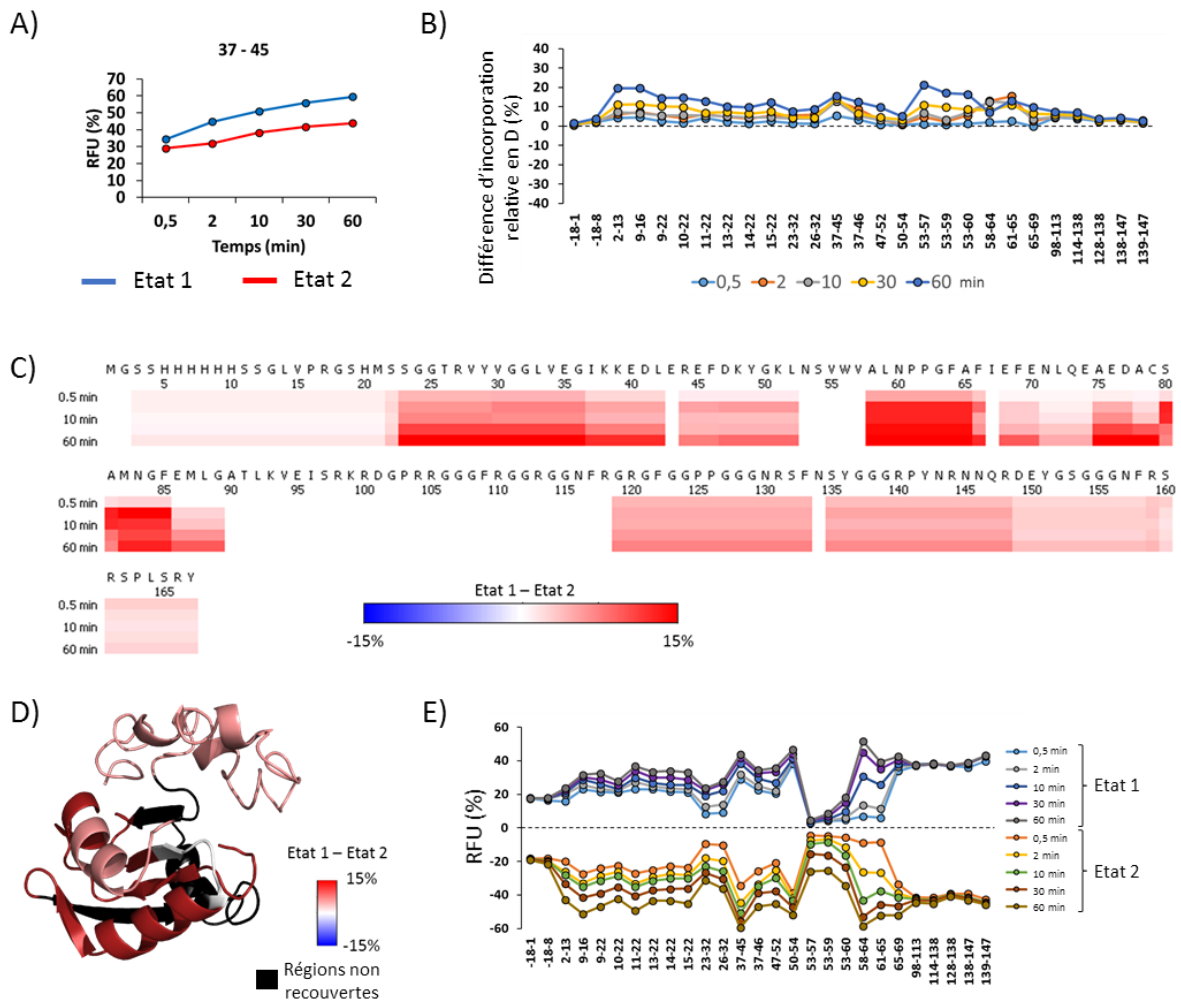 A)
37 - 45
RFU (%)
70
60
50
40
30
20
10
0
0,5 2 10 30 60
Temps (min)
Etat 1 Etat 2
B)
Différence d'incorporation
relative en D (%)
40
30
20
10
0
-10
-20
-30
-40
-18-1
-18-8
2-13
9-16
9-22
10-22
11-22
13-22
14-22
15-22
23-32
26-32
37-45
37-46
47-52
50-54
53-57
53-59
53-60
58-64
61-65
65-69
98-113
114-138
128-138
138-147
139-147
0,5 2 10 30 60 min
C)
M G S S H H H H H H S S G L V P R G S H M S S G G T R V Y V G G L V E G I K K E D L E R E F D K Y G K L N S V W V A L N P P G F A F I E F E N L Q E A E D A C S
5 10 15 20 25 30 35 40 45 50 55 60 65 70 75 80
0.5 min
10 min
60 min
A M N G F E M L G A T L K V E I S R K R D G P R R G G G F R G G R G G N F R G R G F G G P P G G G N R S F N S Y G G G R P Y N R N N Q R D E Y G S G G G N F R S
85 90 95 100 105 110 115 120 125 130 135 140 145 150 155 160
0.5 min
10 min
60 min
R S P L S R Y
165
0.5 min
10 min
60 min
Etat 1 – Etat 2
-15% 15%
D)
Etat 1 – Etat 2
15%
-15%
Régions non
recouvertes
E)
RFU (%)
60
40
20
0
-20
-40
-60
-18-1
-18-8
2-13
9-16
9-22
10-22
11-22
13-22
14-22
15-22
23-32
26-32
37-45
37-46
47-52
50-54
53-57
53-59
53-60
58-64
61-65
65-69
98-113
114-138
128-138
138-147
139-147
0,5 min
2 min
10 min
30 min
60 min
Etat 1
0,5 min
2 min
10 min
30 min
60 min
Etat 2